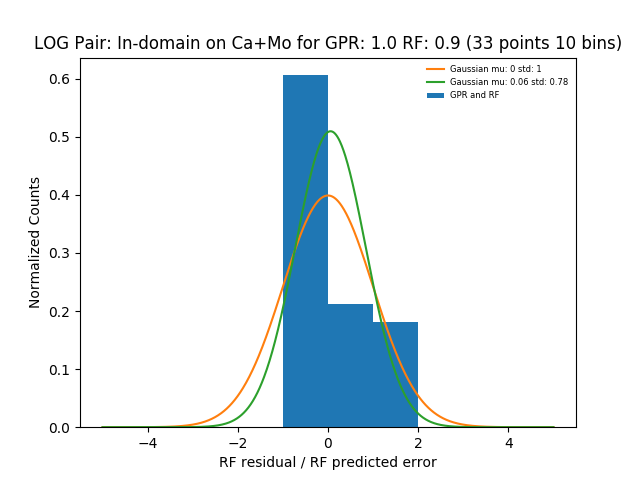 LOG Pair: In-domain on Ca+Mo for GPR: 1.0 RF: 0.9 (33 points 10 bins)
Gaussian mu: 0 std: 1
Gaussian mu: 0.06 std: 0.78
GPR and RF
Normalized Counts
0.6
0.5
0.4
0.3
0.2
0.1
0.0
−4 −2 0 2 4
RF residual / RF predicted error